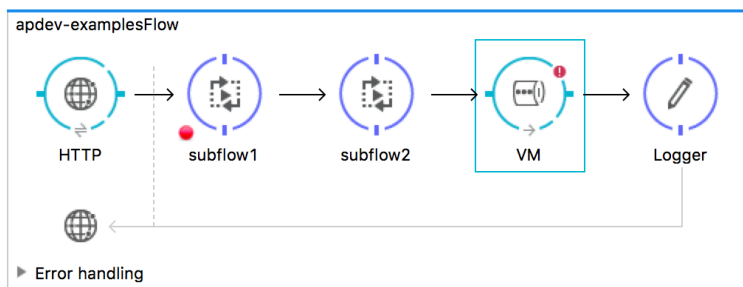 apdev-examplesFlow
HTTP
subflow1
subflow2
VM
Logger
Error handling